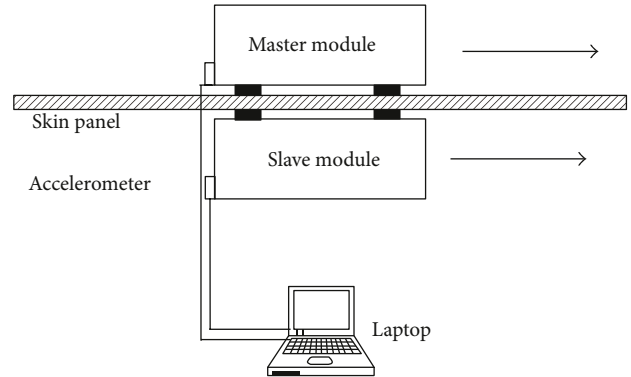 Master module
Skin panel
Slave module
Accelerometer
Laptop